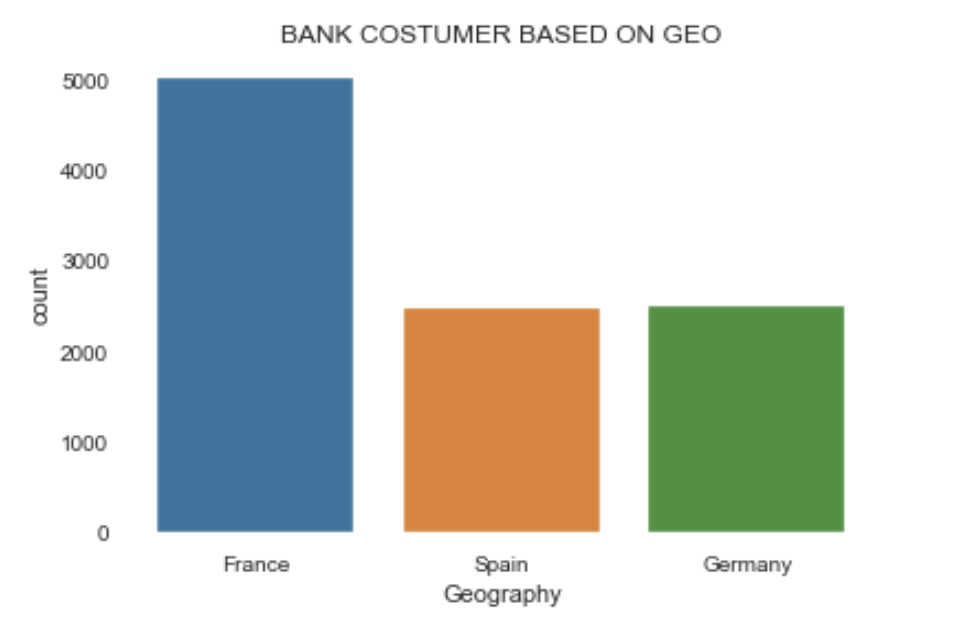 BANK COSTUMER BASED ON GEO
5000
4000
3000
2000
1000
0
count
France Spain Germany
Geography